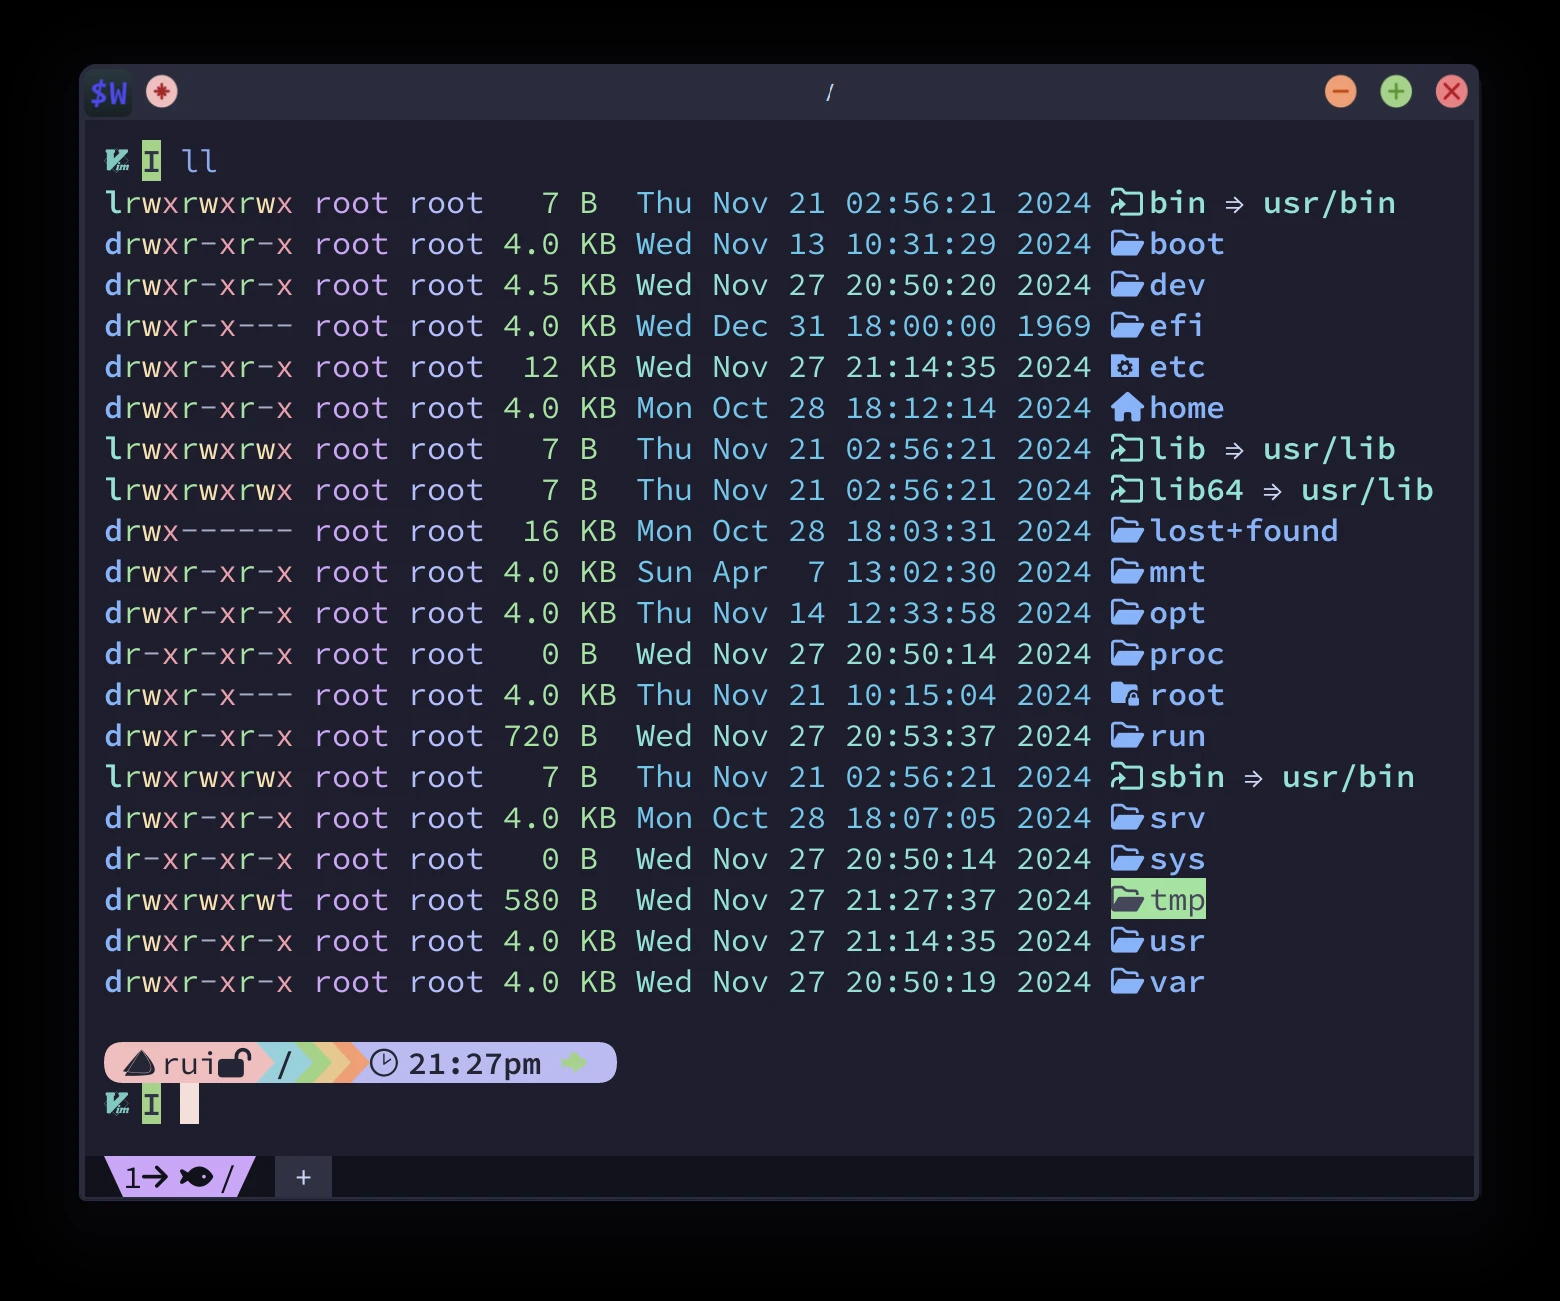 $W /
Vim I ll
lrwxrwxrwx root root 7 B Thu Nov 21 02:56:21 2024 bin ⇒ usr/bin
drwxr-xr-x root root 4.0 KB Wed Nov 13 10:31:29 2024 boot
drwxr-xr-x root root 4.5 KB Wed Nov 27 20:50:20 2024 dev
drwxr-x--- root root 4.0 KB Wed Dec 31 18:00:00 1969 efi
drwxr-xr-x root root 12 KB Wed Nov 27 21:14:35 2024 etc
drwxr-xr-x root root 4.0 KB Mon Oct 28 18:12:14 2024 home
lrwxrwxrwx root root 7 B Thu Nov 21 02:56:21 2024 lib ⇒ usr/lib
lrwxrwxrwx root root 7 B Thu Nov 21 02:56:21 2024 lib64 ⇒ usr/lib
drwx------ root root 16 KB Mon Oct 28 18:03:31 2024 lost+found
drwxr-xr-x root root 4.0 KB Sun Apr 7 13:02:30 2024 mnt
drwxr-xr-x root root 4.0 KB Thu Nov 14 12:33:58 2024 opt
dr-xr-xr-x root root 0 B Wed Nov 27 20:50:14 2024 proc
drwxr-x--- root root 4.0 KB Thu Nov 21 10:15:04 2024 root
drwxr-xr-x root root 720 B Wed Nov 27 20:53:37 2024 run
lrwxrwxrwx root root 7 B Thu Nov 21 02:56:21 2024 sbin ⇒ usr/bin
drwxr-xr-x root root 4.0 KB Mon Oct 28 18:07:05 2024 srv
dr-xr-xr-x root root 0 B Wed Nov 27 20:50:14 2024 sys
drwxrwxrwt root root 580 B Wed Nov 27 21:27:37 2024 tmp
drwxr-xr-x root root 4.0 KB Wed Nov 27 21:14:35 2024 usr
drwxr-xr-x root root 4.0 KB Wed Nov 27 20:50:19 2024 var
rui / 21:27pm
Vim I
1→ / +